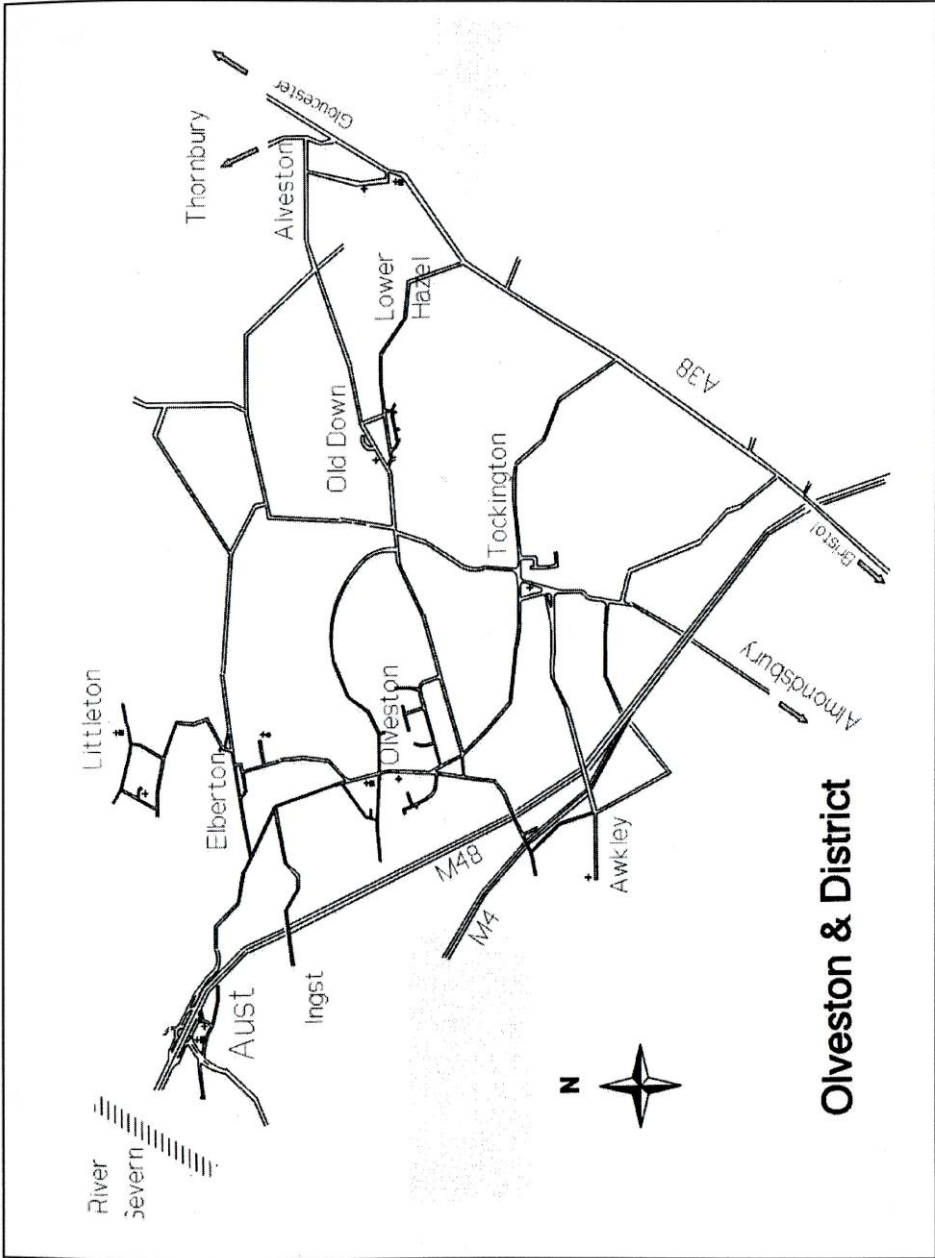 River
Severn
Aust
Ingst
Littleton
Elberton
Olveston
M48
M4
Awkley
Old Down
Tockington
Lower
Hazel
Thornbury
Alveston
Gloucester
A38
Bristol
Almondsbury
N
Olveston & District